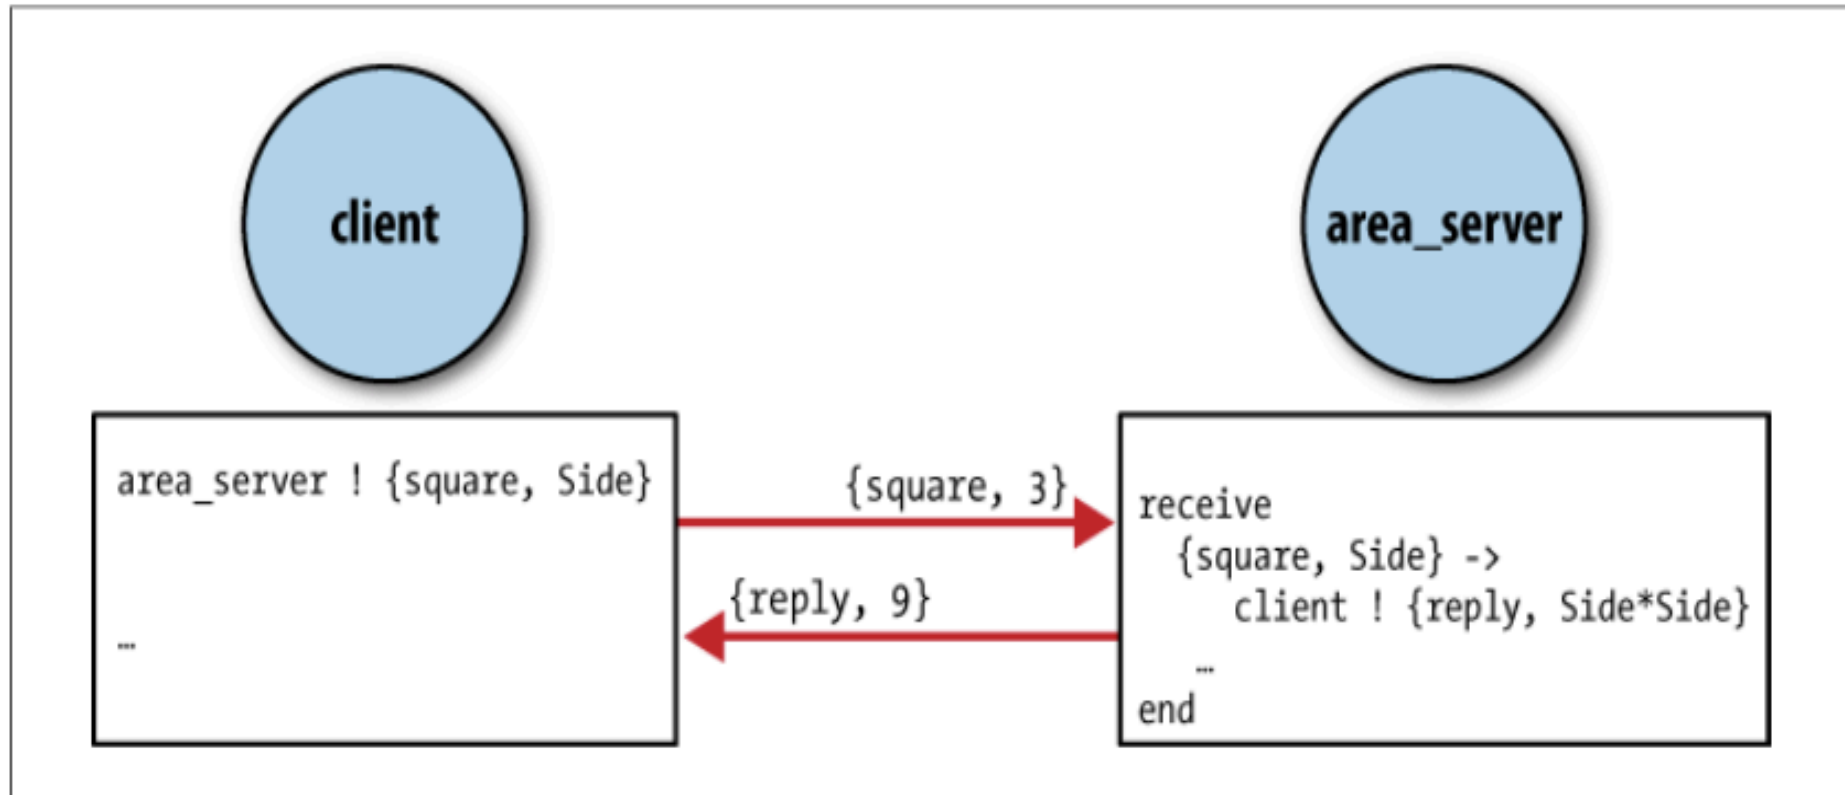 client
area_server
area_server ! {square, Side}
…
{square, 3}
{reply, 9}
receive
{square, Side} ->
client ! {reply, Side*Side}
…
end